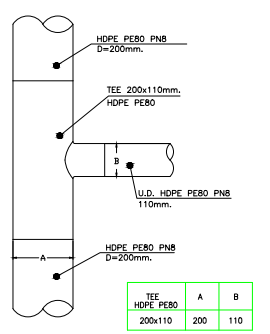 HDPE PE80 PN8
D=200mm.
TEE 200x110mm.
HDPE PE80
B
U.D. HDPE PE80 PN8
110mm.
HDPE PE80 PN8
D=200mm.
A
TEE HDPE PE80 A B
200x110 200 110